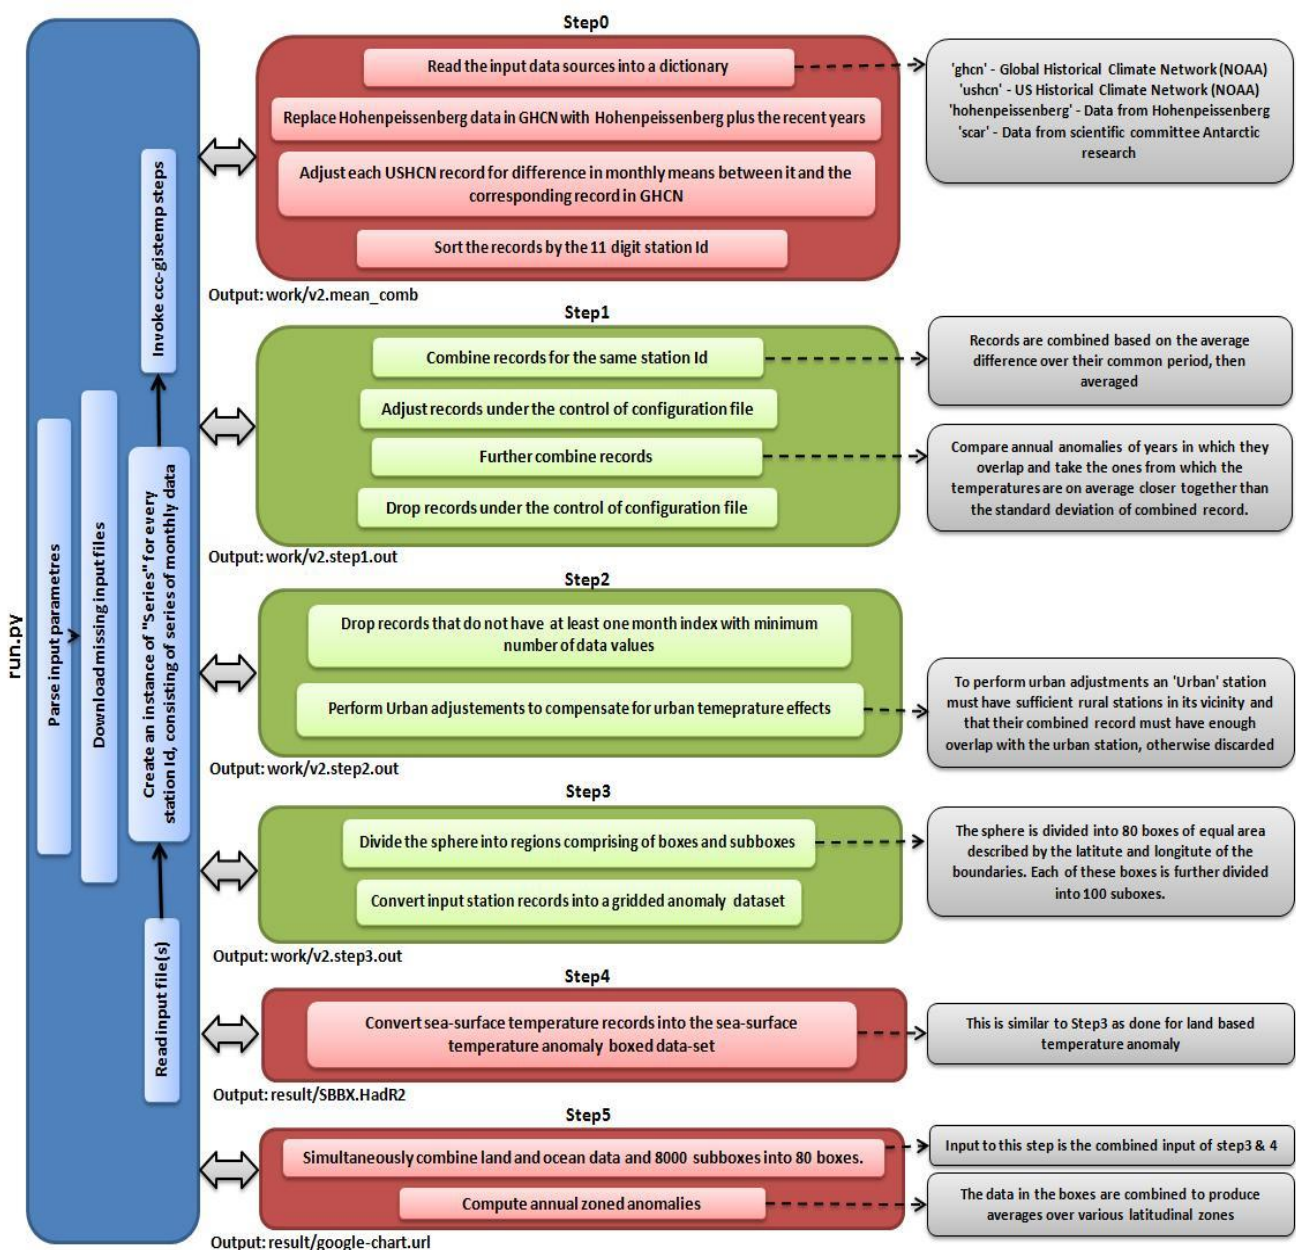 run.py
Parse input parametres
Download missing input files
Read input file(s)
Create an instance of "Series" for every
station Id, consisting of series of monthly data
Invoke ccc-gistemp steps
Step0
Read the input data sources into a dictionary
Replace Hohenpeissenberg data in GHCN with Hohenpeissenberg plus the recent years
Adjust each USHCN record for difference in monthly means between it and the
corresponding record in GHCN
Sort the records by the 11 digit station Id
'ghcn' - Global Historical Climate Network (NOAA)
'ushcn' - US Historical Climate Network (NOAA)
'hohenpeissenberg' - Data from Hohenpeissenberg
'scar' - Data from scientific committee Antarctic
research
Output: work/v2.mean_comb
Step1
Combine records for the same station Id
Adjust records under the control of configuration file
Further combine records
Drop records under the control of configuration file
Records are combined based on the average
difference over their common period, then
averaged
Compare annual anomalies of years in which they
overlap and take the ones from which the
temperatures are on average closer together than
the standard deviation of combined record.
Output: work/v2.step1.out
Step2
Drop records that do not have at least one month index with minimum
number of data values
Perform Urban adjustements to compensate for urban temeprature effects
To perform urban adjustments an 'Urban' station
must have sufficient rural stations in its vicinity and
that their combined record must have enough
overlap with the urban station, otherwise discarded
Output: work/v2.step2.out
Step3
Divide the sphere into regions comprising of boxes and subboxes
Convert input station records into a gridded anomaly dataset
The sphere is divided into 80 boxes of equal area
described by the latitute and longitute of the
boundaries. Each of these boxes is further divided
into 100 suboxes.
Output: work/v2.step3.out
Step4
Convert sea-surface temperature records into the sea-surface
temperature anomaly boxed data-set
This is similar to Step3 as done for land based
temperature anomaly
Output: result/SBBX.HadR2
Step5
Simultaneously combine land and ocean data and 8000 subboxes into 80 boxes.
Compute annual zoned anomalies
Input to this step is the combined input of step3 & 4
The data in the boxes are combined to produce
averages over various latitudinal zones
Output: result/google-chart.url